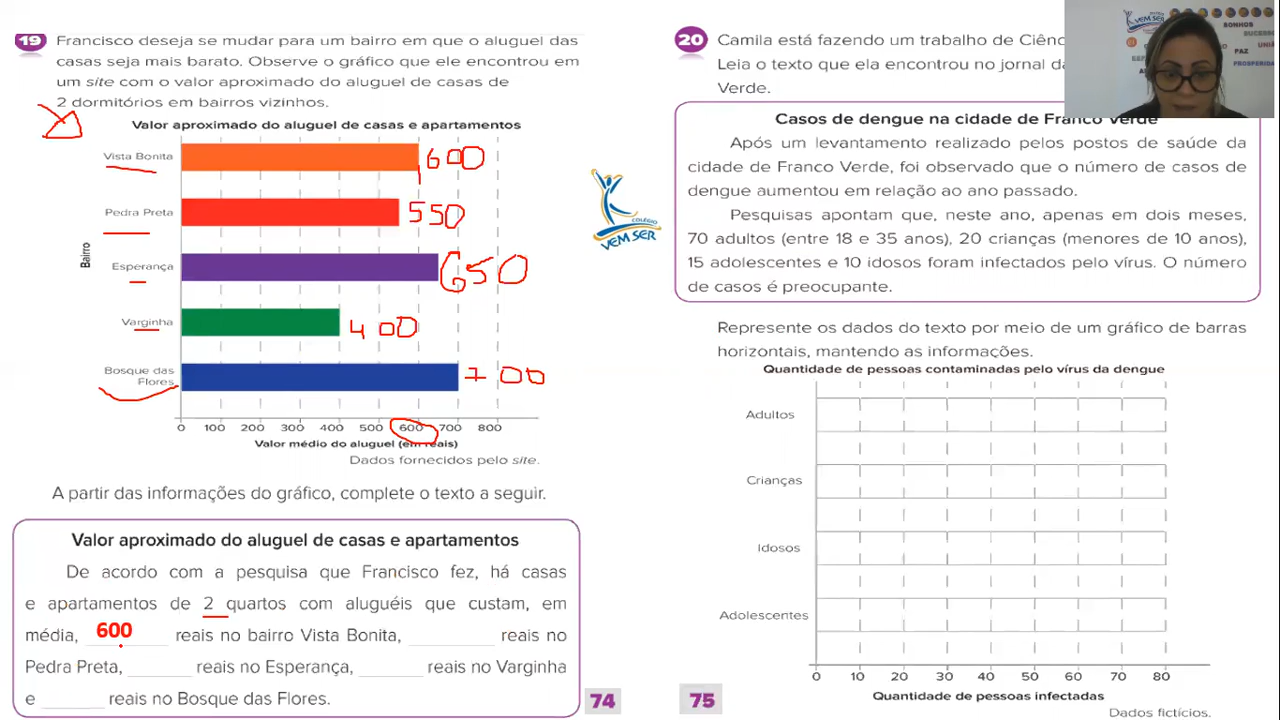 19 Francisco deseja se mudar para um bairro em que o aluguel das
casas seja mais barato. Observe o gráfico que ele encontrou em
um site com o valor aproximado do aluguel de casas de
2 dormitórios em bairros vizinhos.
Valor aproximado do aluguel de casas e apartamentos
Bairro
Vista Bonita 600
Pedra Preta 550
Esperança 650
Varginha 400
Bosque das
Flores 700
0 100 200 300 400 500 600 700 800
Valor médio do aluguel (em reais)
Dados fornecidos pelo site.
A partir das informações do gráfico, complete o texto a seguir.
Valor aproximado do aluguel de casas e apartamentos
De acordo com a pesquisa que Francisco fez, há casas
e apartamentos de 2 quartos com aluguéis que custam, em
média, 600 reais no bairro Vista Bonita, reais no
Pedra Preta, reais no Esperança, reais no Varginha
e reais no Bosque das Flores.
74
COLÉGIO
VEM SER
20 Camila está fazendo um trabalho de
Leia o texto que ela encontrou no jornal
Verde.
Casos de dengue na cidade de Franco Verde
Após um levantamento realizado pelos postos de saúde da
cidade de Franco Verde, foi observado que o número de casos de
dengue aumentou em relação ao ano passado.
Pesquisas apontam que, neste ano, apenas em dois meses,
70 adultos (entre 18 e 35 anos), 20 crianças (menores de 10 anos),
15 adolescentes e 10 idosos foram infectados pelo vírus. O número
de casos é preocupante.
Represente os dados do texto por meio de um gráfico de barras
horizontais, mantendo as informações.
Quantidade de pessoas contaminadas pelo vírus da dengue
Adultos
Crianças
Idosos
Adolescentes
0 10 20 30 40 50 60 70 80
Quantidade de pessoas infectadas
Dados fictícios.
75
VEM SER
SONHOS
SUCESSO
PAZ